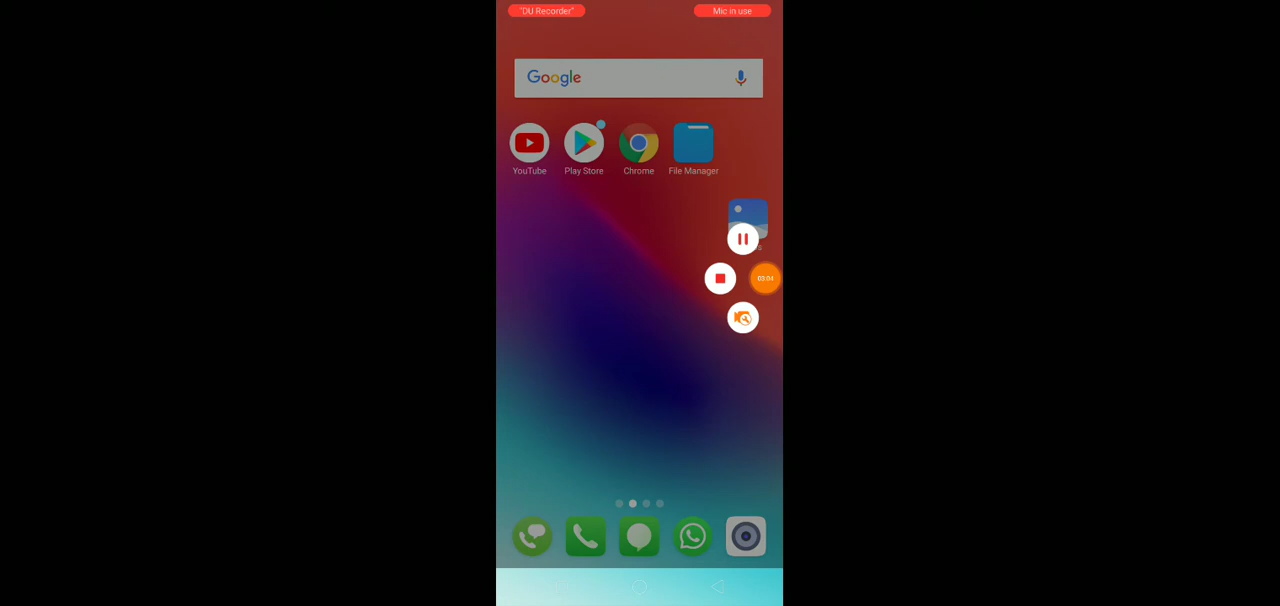 "DU Recorder"
Mic in use
Google
YouTube
Play Store
Chrome
File Manager
03:04